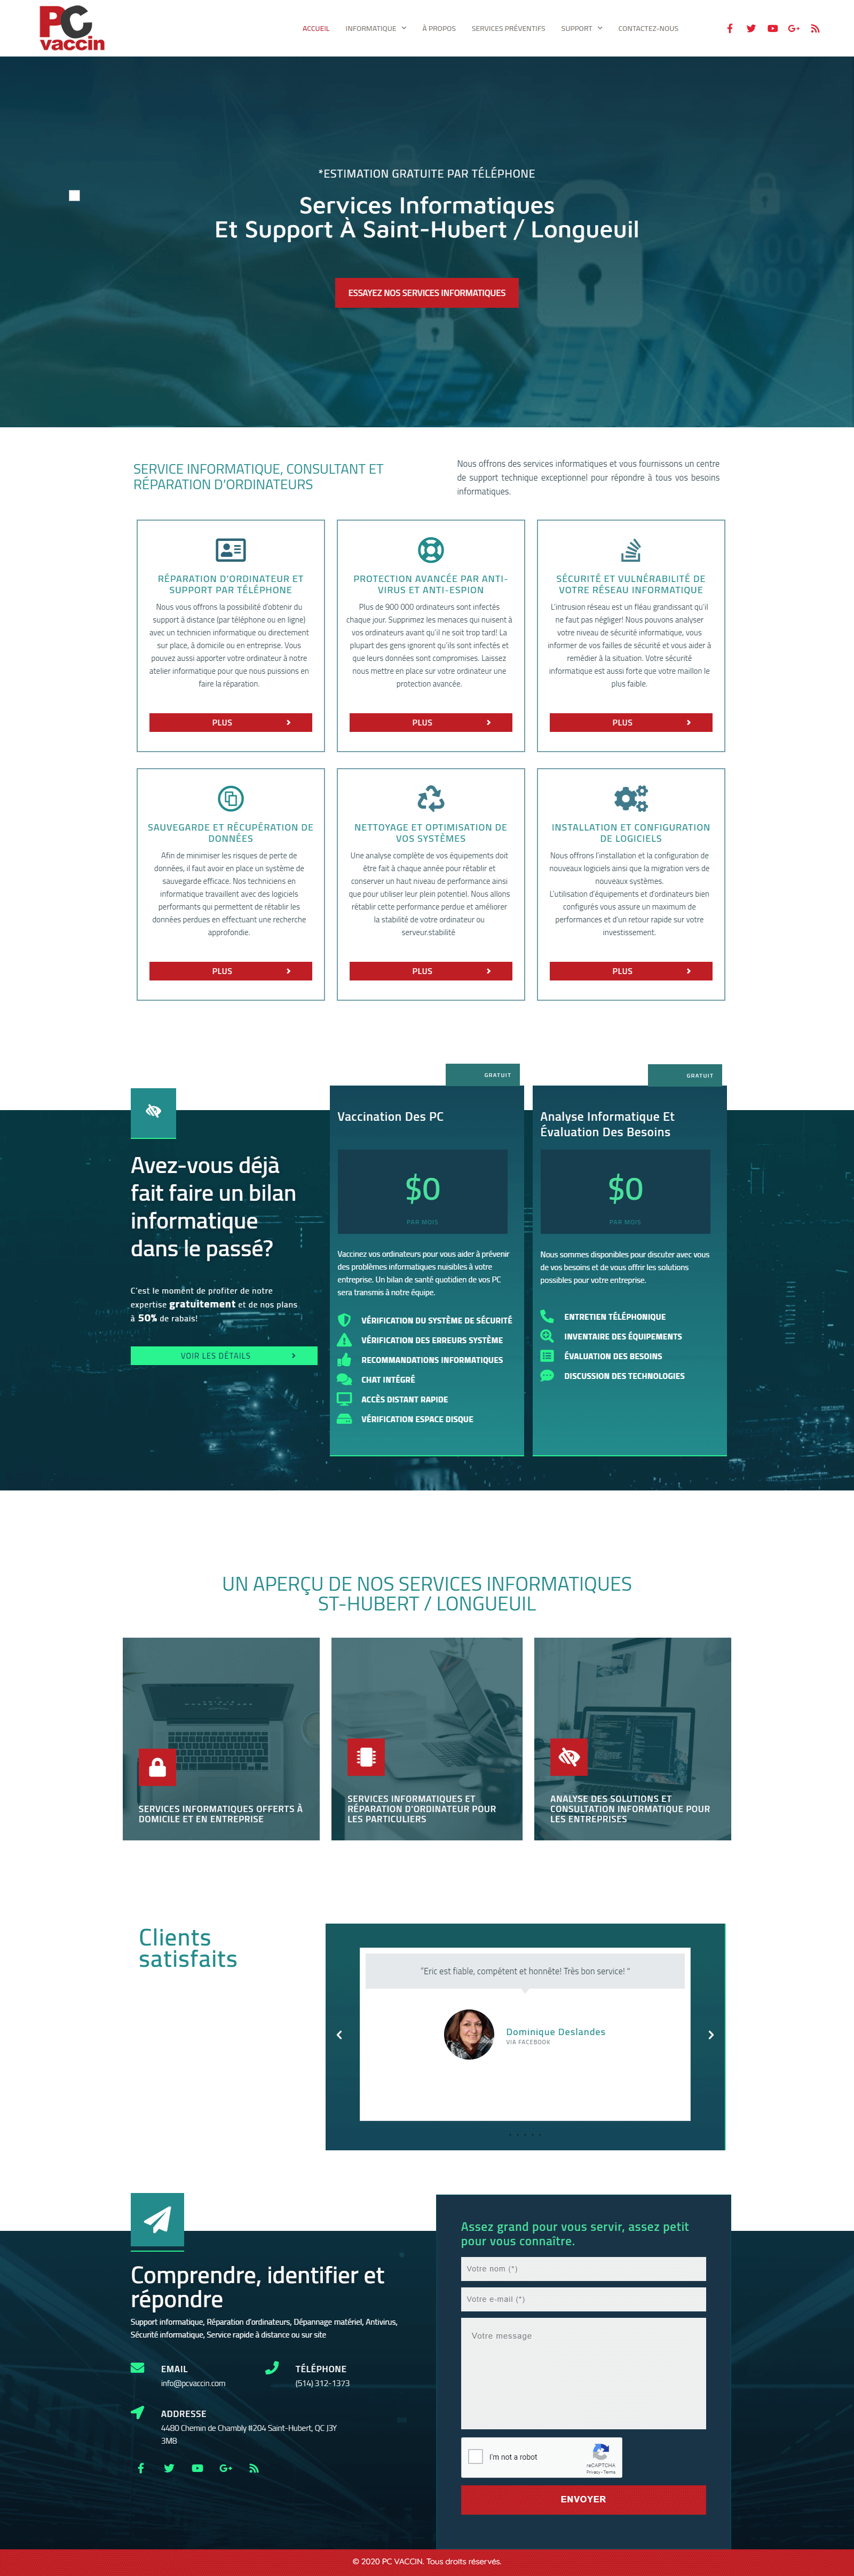 PC
vaccin
ACCUEIL
INFORMATIQUE
À PROPOS
SERVICES PRÉVENTIFS
SUPPORT
CONTACTEZ-NOUS
*ESTIMATION GRATUITE PAR TÉLÉPHONE
Services Informatiques
Et Support À Saint-Hubert / Longueuil
ESSAYEZ NOS SERVICES INFORMATIQUES
SERVICE INFORMATIQUE, CONSULTANT ET
RÉPARATION D'ORDINATEURS
Nous offrons des services informatiques et vous fournissons un centre
de support technique exceptionnel pour répondre à tous vos besoins
informatiques.
RÉPARATION D'ORDINATEUR ET
SUPPORT PAR TÉLÉPHONE
Nous vous offrons la possibilité d'obtenir du
support à distance (par téléphone ou en ligne)
avec un technicien informatique ou directement
sur place, à domicile ou en entreprise. Vous
pouvez aussi apporter votre ordinateur à notre
atelier informatique pour que nous puissions en
faire la réparation.
PLUS
PROTECTION AVANCÉE PAR ANTI-
VIRUS ET ANTI-ESPION
Plus de 900 000 ordinateurs sont infectés
chaque jour. Supprimez les menaces qui nuisent à
vos ordinateurs avant qu'il ne soit trop tard! La
plupart des gens ignorent qu'ils sont infectés et
que leurs données sont compromises. Laissez
nous mettre en place sur votre ordinateur une
protection avancée.
PLUS
SÉCURITÉ ET VULNÉRABILITÉ DE
VOTRE RÉSEAU INFORMATIQUE
L'intrusion réseau est un fléau grandissant qu'il
ne faut pas négliger! Nous pouvons analyser
votre niveau de sécurité informatique, vous
informer de vos failles de sécurité et vous aider à
remédier à la situation. Votre sécurité
informatique est aussi forte que votre maillon le
plus faible.
PLUS
SAUVEGARDE ET RÉCUPÉRATION DE
DONNÉES
Afin de minimiser les risques de perte de
données, il faut avoir en place un système de
sauvegarde efficace. Nos techniciens en
informatique travaillent avec des logiciels
performants qui permettent de rétablir les
données perdues en effectuant une recherche
approfondie.
PLUS
NETTOYAGE ET OPTIMISATION DE
VOS SYSTÈMES
Une analyse complète de vos équipements doit
être fait à chaque année pour rétablir et
conserver un haut niveau de performance ainsi
que pour utiliser leur plein potentiel. Nous allons
rétablir cette performance perdue et améliorer
la stabilité de votre ordinateur ou
serveur.stabilité
PLUS
INSTALLATION ET CONFIGURATION
DE LOGICIELS
Nous offrons l'installation et la configuration de
nouveaux logiciels ainsi que la migration vers de
nouveaux systèmes.
L'utilisation d'équipements et d'ordinateurs bien
configurés vous assure un maximum de
performances et d'un retour rapide sur votre
investissement.
PLUS
Avez-vous déjà
fait faire un bilan
informatique
dans le passé?
C'est le moment de profiter de notre
expertise gratuitement et de nos plans
à 50% de rabais!
VOIR LES DÉTAILS
GRATUIT
Vaccination Des PC
$0
PAR MOIS
Vaccinez vos ordinateurs pour vous aider à prévenir
des problèmes informatiques nuisibles à votre
entreprise. Un bilan de santé quotidien de vos PC
sera transmis à notre équipe.
VÉRIFICATION DU SYSTÈME DE SÉCURITÉ
VÉRIFICATION DES ERREURS SYSTÈME
RECOMMANDATIONS INFORMATIQUES
CHAT INTÉGRÉ
ACCÈS DISTANT RAPIDE
VÉRIFICATION ESPACE DISQUE
GRATUIT
Analyse Informatique Et
Évaluation Des Besoins
$0
PAR MOIS
Nous sommes disponibles pour discuter avec vous
de vos besoins et de vous offrir les solutions
possibles pour votre entreprise.
ENTRETIEN TÉLÉPHONIQUE
INVENTAIRE DES ÉQUIPEMENTS
ÉVALUATION DES BESOINS
DISCUSSION DES TECHNOLOGIES
UN APERÇU DE NOS SERVICES INFORMATIQUES
ST-HUBERT / LONGUEUIL
SERVICES INFORMATIQUES OFFERTS À
DOMICILE ET EN ENTREPRISE
SERVICES INFORMATIQUES ET
RÉPARATION D'ORDINATEUR POUR
LES PARTICULIERS
ANALYSE DES SOLUTIONS ET
CONSULTATION INFORMATIQUE POUR
LES ENTREPRISES
Clients
satisfaits
"Eric est fiable, compétent et honnête! Très bon service! "
Dominique Deslandes
VIA FACEBOOK
Comprendre, identifier et
répondre
Support informatique, Réparation d'ordinateurs, Dépannage matériel, Antivirus,
Sécurité informatique, Service rapide à distance ou sur site
EMAIL
info@pcvaccin.com
TÉLÉPHONE
(514) 312-1373
ADDRESSE
4480 Chemin de Chambly #204 Saint-Hubert, QC J3Y
3M8
Assez grand pour vous servir, assez petit
pour vous connaître.
Votre nom (*)
Votre e-mail (*)
Votre message
I'm not a robot
reCAPTCHA
Privacy - Terms
ENVOYER
© 2020 PC VACCIN. Tous droits réservés.